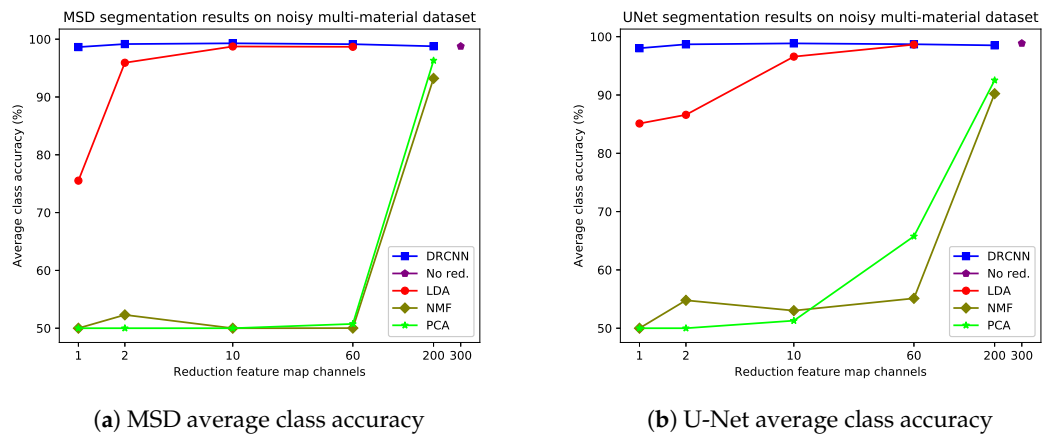 MSD segmentation results on noisy multi-material dataset
100
90
80
70
60
50
Average class accuracy (%)
DRCNN
No red.
LDA
NMF
PCA
1 2 10 60 200 300
Reduction feature map channels
(a) MSD average class accuracy
UNet segmentation results on noisy multi-material dataset
100
90
80
70
60
50
Average class accuracy (%)
DRCNN
No red.
LDA
NMF
PCA
1 2 10 60 200 300
Reduction feature map channels
(b) U-Net average class accuracy